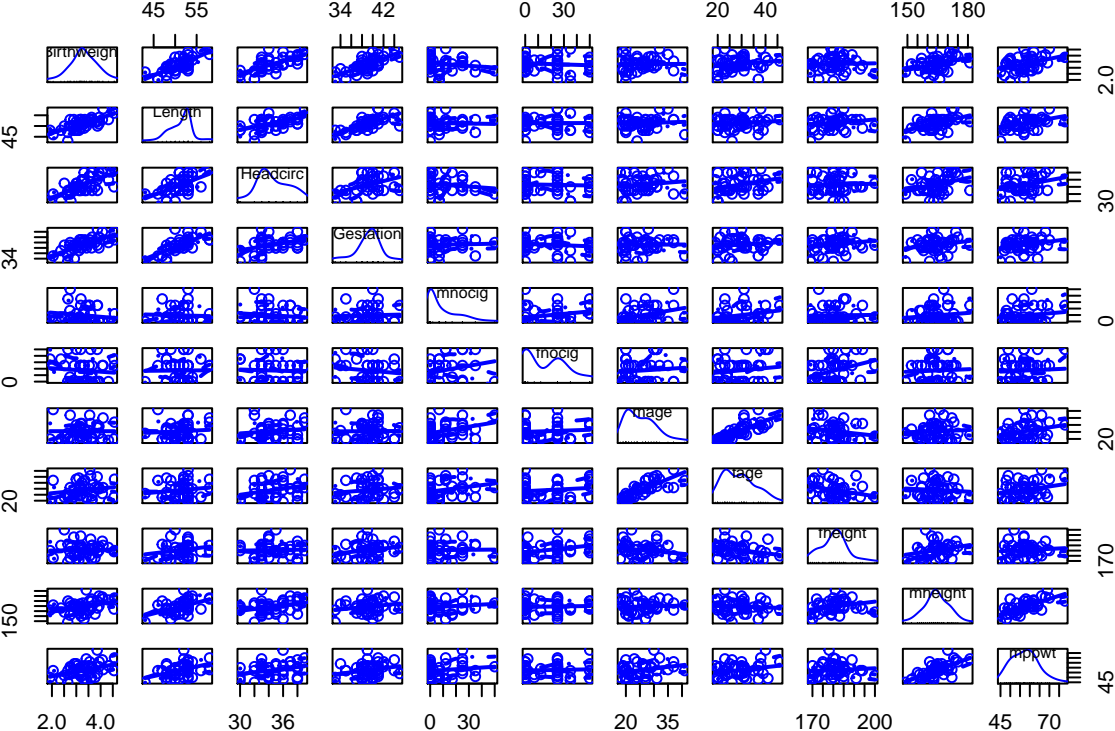 45 55 34 42 0 30 20 40 150 180
Birthweigh 2.0
45 Length
Headcirc 30
34 Gestation
mnocig 0
0 fnocig
mage 20
20 fage
fheight 170
150 mheight
mppwt 45
2.0 4.0 30 36 0 30 20 35 170 200 45 70